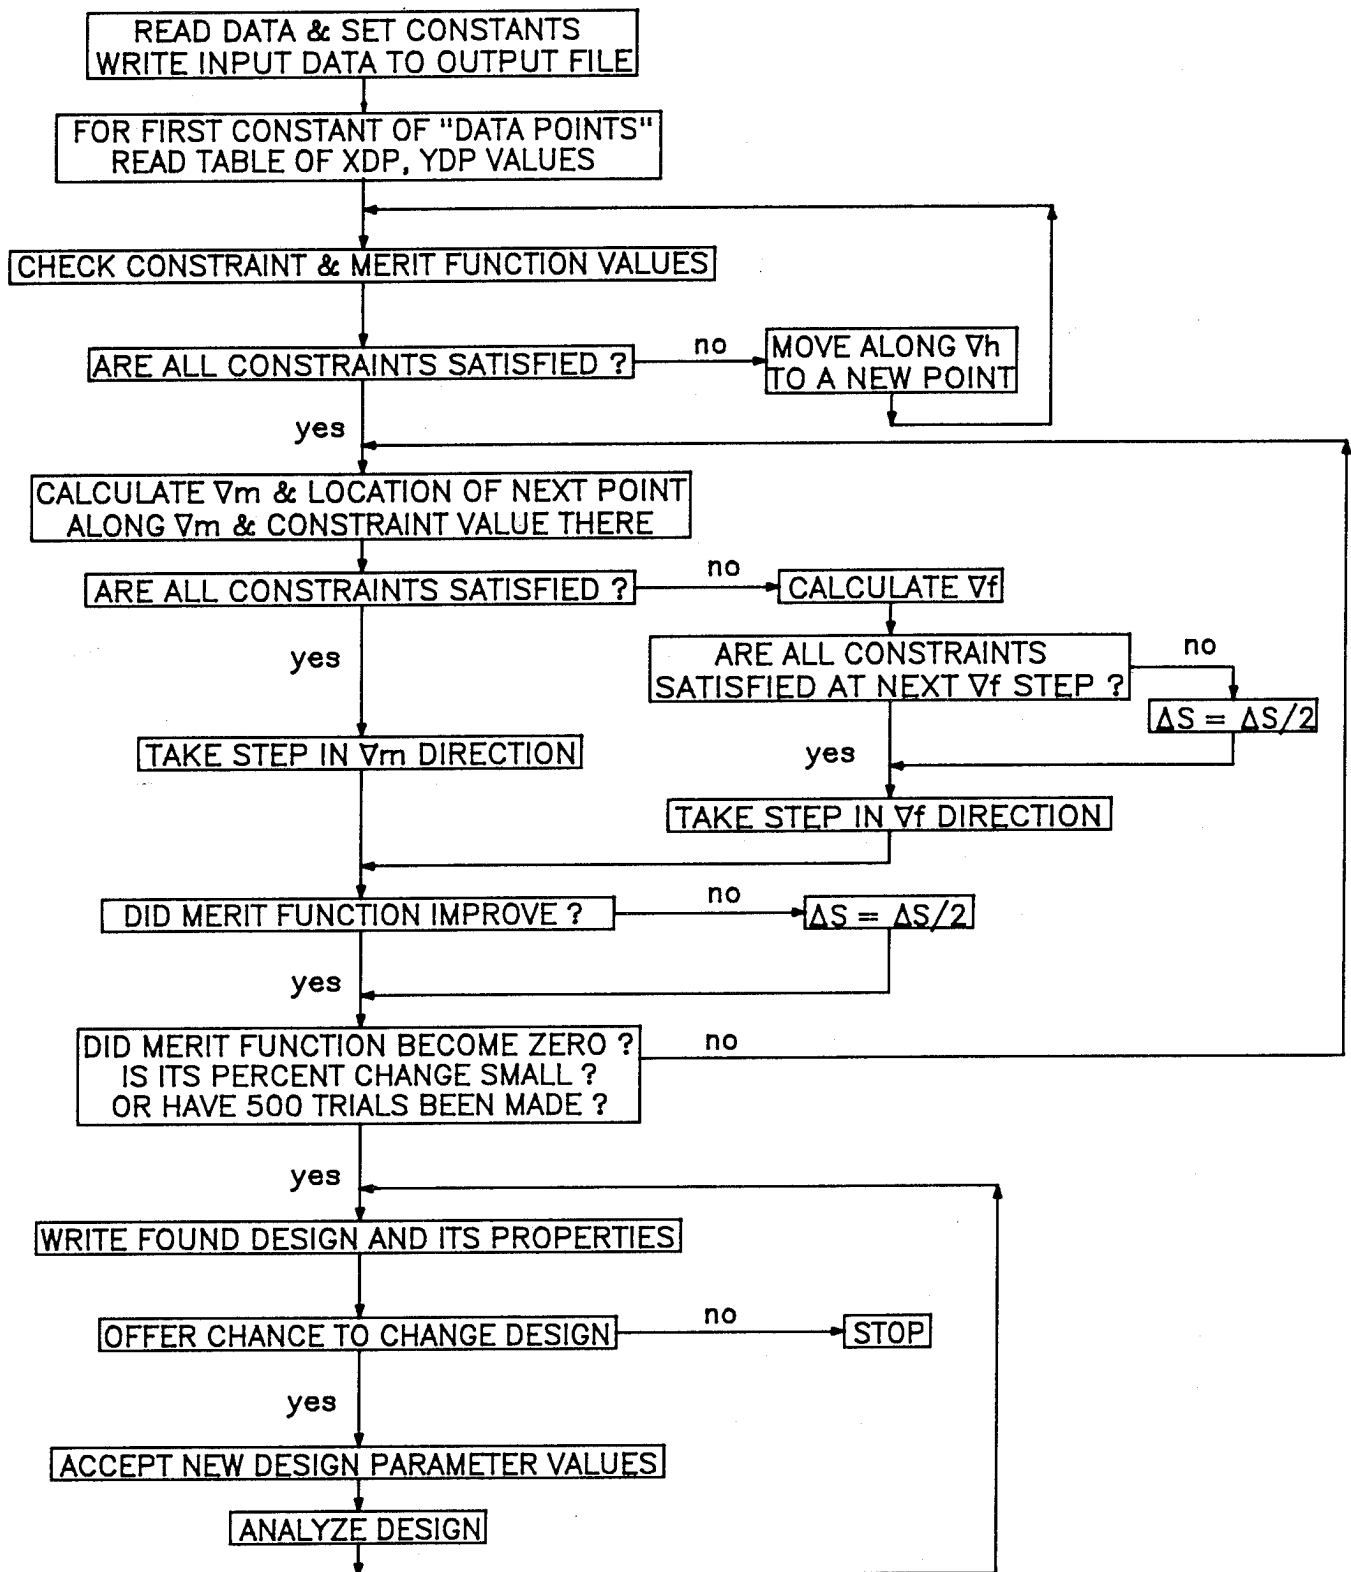 READ DATA & SET CONSTANTS
WRITE INPUT DATA TO OUTPUT FILE
FOR FIRST CONSTANT OF "DATA POINTS"
READ TABLE OF XDP, YDP VALUES
CHECK CONSTRAINT & MERIT FUNCTION VALUES
ARE ALL CONSTRAINTS SATISFIED ?
no
MOVE ALONG ∇h
TO A NEW POINT
yes
CALCULATE ∇m & LOCATION OF NEXT POINT
ALONG ∇m & CONSTRAINT VALUE THERE
ARE ALL CONSTRAINTS SATISFIED ?
no
CALCULATE ∇f
yes
ARE ALL CONSTRAINTS
SATISFIED AT NEXT ∇f STEP ?
no
ΔS = ΔS/2
TAKE STEP IN ∇m DIRECTION
yes
TAKE STEP IN ∇f DIRECTION
DID MERIT FUNCTION IMPROVE ?
no
ΔS = ΔS/2
yes
DID MERIT FUNCTION BECOME ZERO ?
IS ITS PERCENT CHANGE SMALL ?
OR HAVE 500 TRIALS BEEN MADE ?
no
yes
WRITE FOUND DESIGN AND ITS PROPERTIES
OFFER CHANCE TO CHANGE DESIGN
no
STOP
yes
ACCEPT NEW DESIGN PARAMETER VALUES
ANALYZE DESIGN